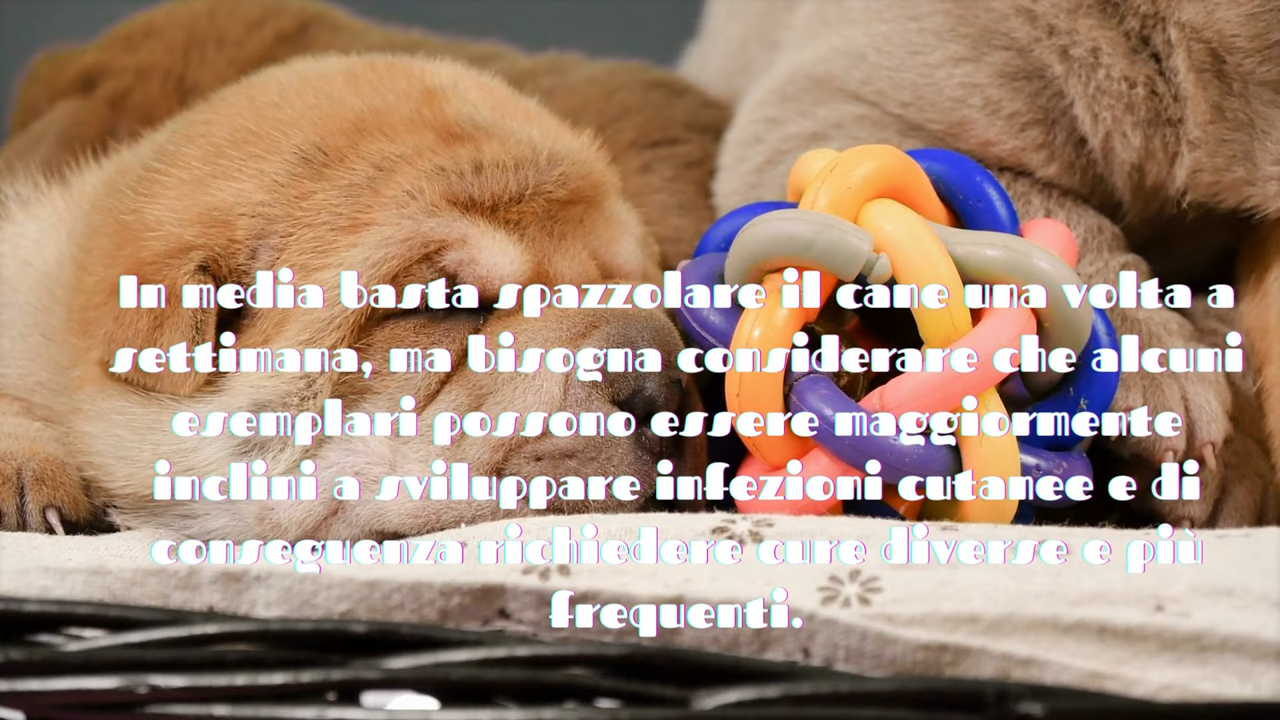 In media basta spazzolare il cane una volta a
settimana, ma bisogna considerare che alcuni
esemplari possono essere maggiormente
inclini a sviluppare infezioni cutanee e di
conseguenza richiedere cure diverse e più
frequenti.